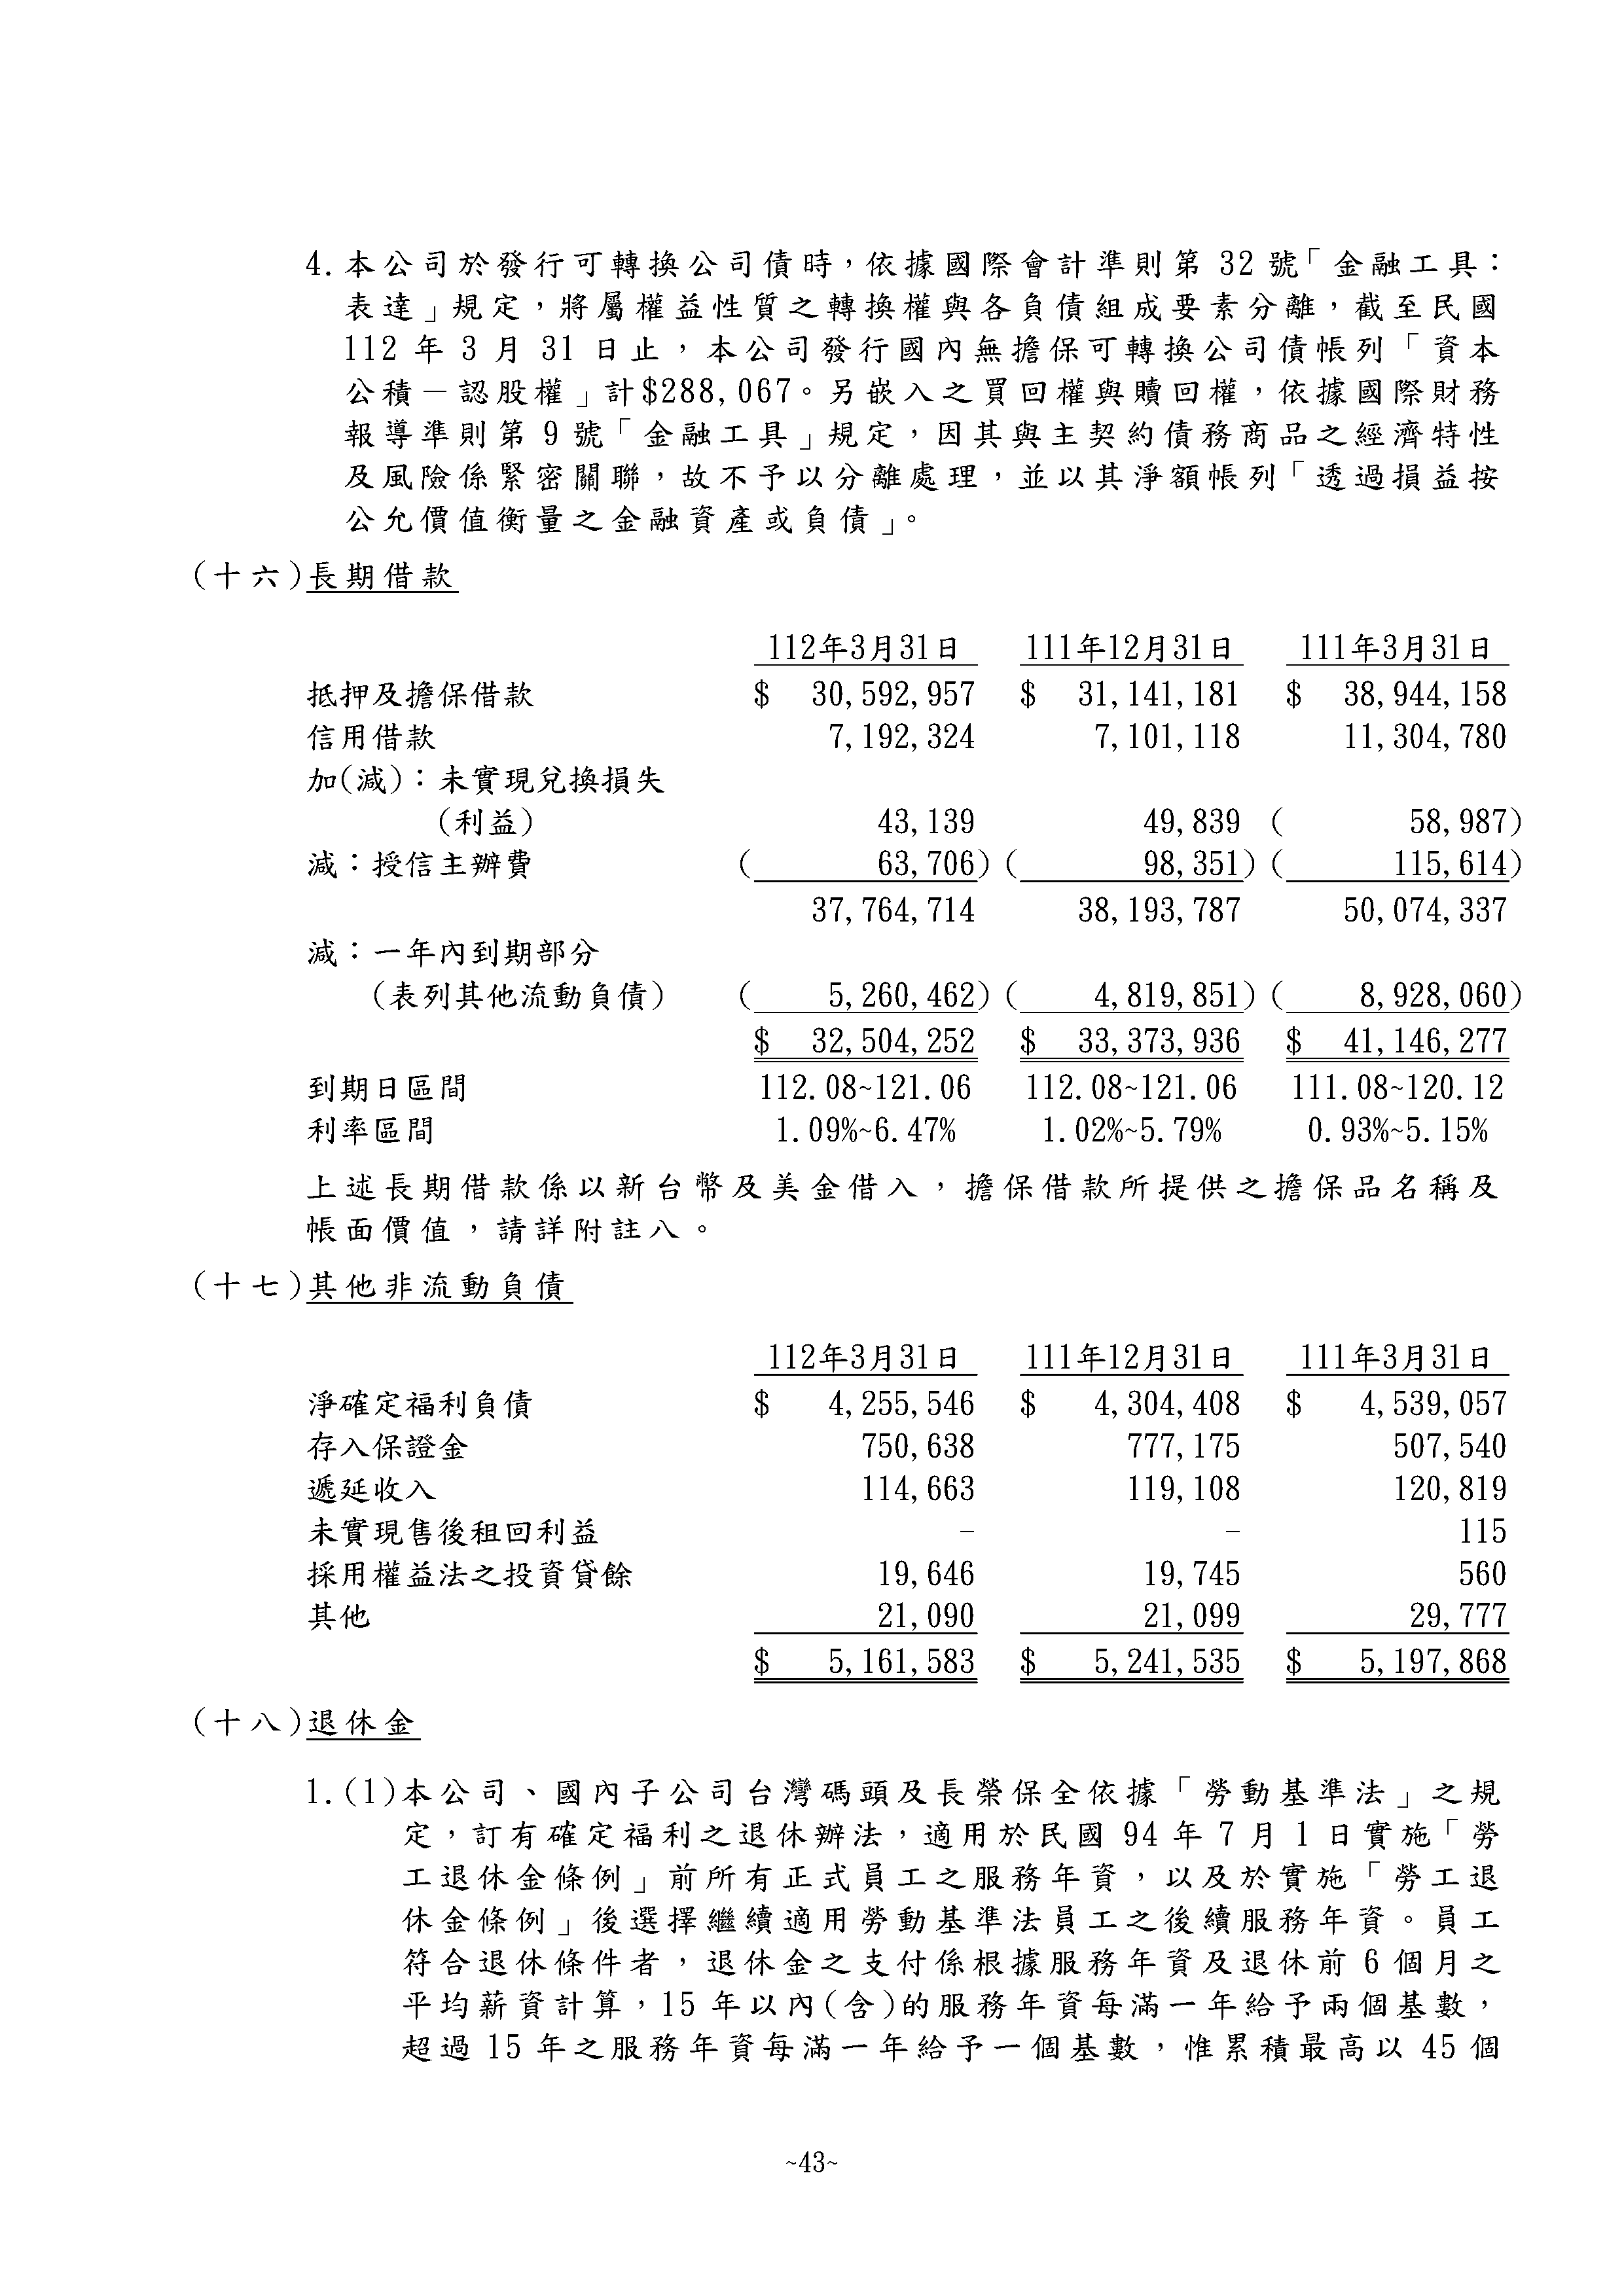 4.本公司於發行可轉換公司債時，依據國際會計準則第 32 號「金融工具：
表達」規定，將屬權益性質之轉換權與各負債組成要素分離，截至民國
112 年 3 月 31 日止，本公司發行國內無擔保可轉換公司債帳列「資本
公積－認股權」計$288,067。另嵌入之買回權與贖回權，依據國際財務
報導準則第 9 號「金融工具」規定，因其與主契約債務商品之經濟特性
及風險係緊密關聯，故不予以分離處理，並以其淨額帳列「透過損益按
公允價值衡量之金融資產或負債」。
(十六)長期借款
112年3月31日 111年12月31日 111年3月31日
抵押及擔保借款 $ 30,592,957 $ 31,141,181 $ 38,944,158
信用借款 7,192,324 7,101,118 11,304,780
加(減)：未實現兌換損失
(利益) 43,139 49,839 ( 58,987)
減：授信主辦費 ( 63,706) ( 98,351) ( 115,614)
37,764,714 38,193,787 50,074,337
減：一年內到期部分
(表列其他流動負債) ( 5,260,462) ( 4,819,851) ( 8,928,060)
$ 32,504,252 $ 33,373,936 $ 41,146,277
到期日區間 112.08~121.06 112.08~121.06 111.08~120.12
利率區間 1.09%~6.47% 1.02%~5.79% 0.93%~5.15%
上述長期借款係以新台幣及美金借入，擔保借款所提供之擔保品名稱及
帳面價值，請詳附註八。
(十七)其他非流動負債
112年3月31日 111年12月31日 111年3月31日
淨確定福利負債 $ 4,255,546 $ 4,304,408 $ 4,539,057
存入保證金 750,638 777,175 507,540
遞延收入 114,663 119,108 120,819
未實現售後租回利益 - - 115
採用權益法之投資貸餘 19,646 19,745 560
其他 21,090 21,099 29,777
$ 5,161,583 $ 5,241,535 $ 5,197,868
(十八)退休金
1.(1)本公司、國內子公司台灣碼頭及長榮保全依據「勞動基準法」之規
定，訂有確定福利之退休辦法，適用於民國 94 年 7 月 1 日實施「勞
工退休金條例」前所有正式員工之服務年資，以及於實施「勞工退
休金條例」後選擇繼續適用勞動基準法員工之後續服務年資。員工
符合退休條件者，退休金之支付係根據服務年資及退休前 6 個月之
平均薪資計算，15 年以內(含)的服務年資每滿一年給予兩個基數，
超過 15 年之服務年資每滿一年給予一個基數，惟累積最高以 45 個
~43~